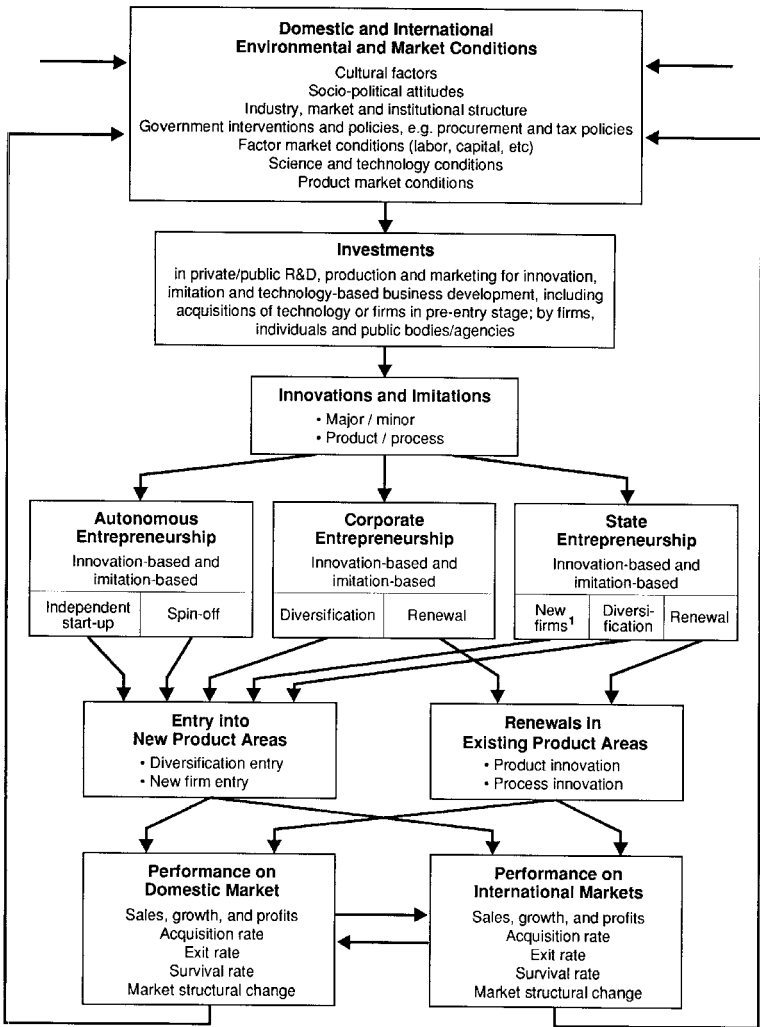 Domestic and International
Environmental and Market Conditions
Cultural factors
Socio-political attitudes
Industry, market and institutional structure
Government interventions and policies, e.g. procurement and tax policies
Factor market conditions (labor, capital, etc)
Science and technology conditions
Product market conditions
Investments
in private/public R&D, production and marketing for innovation,
imitation and technology-based business development, including
acquisitions of technology or firms in pre-entry stage; by firms,
individuals and public bodies/agencies
Innovations and Imitations
• Major / minor
• Product / process
Autonomous
Entrepreneurship
Innovation-based and
imitation-based
Independent
start-up
Spin-off
Corporate
Entrepreneurship
Innovation-based and
imitation-based
Diversification
Renewal
State
Entrepreneurship
Innovation-based and
imitation-based
New
firms1
Diversi-
fication
Renewal
Entry into
New Product Areas
• Diversification entry
• New firm entry
Renewals in
Existing Product Areas
• Product innovation
• Process innovation
Performance on
Domestic Market
Sales, growth, and profits
Acquisition rate
Exit rate
Survival rate
Market structural change
Performance on
International Markets
Sales, growth, and profits
Acquisition rate
Exit rate
Survival rate
Market structural change